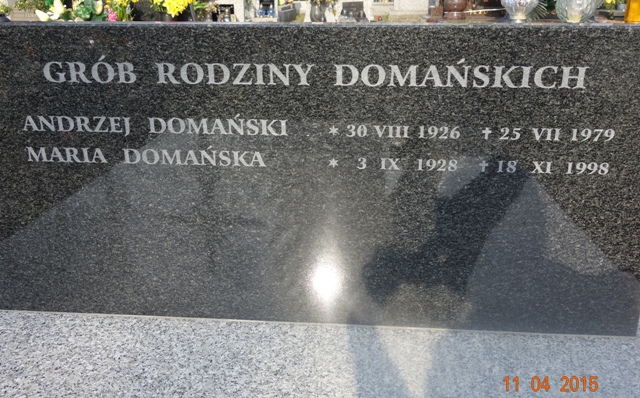 GRÓB RODZINY DOMAŃSKICH
ANDRZEJ DOMAŃSKI * 30 VIII 1926 ✝ 25 VII 1979
MARIA DOMAŃSKA * 3 IX 1928 ✝ 18 XI 1998
11 04 2015